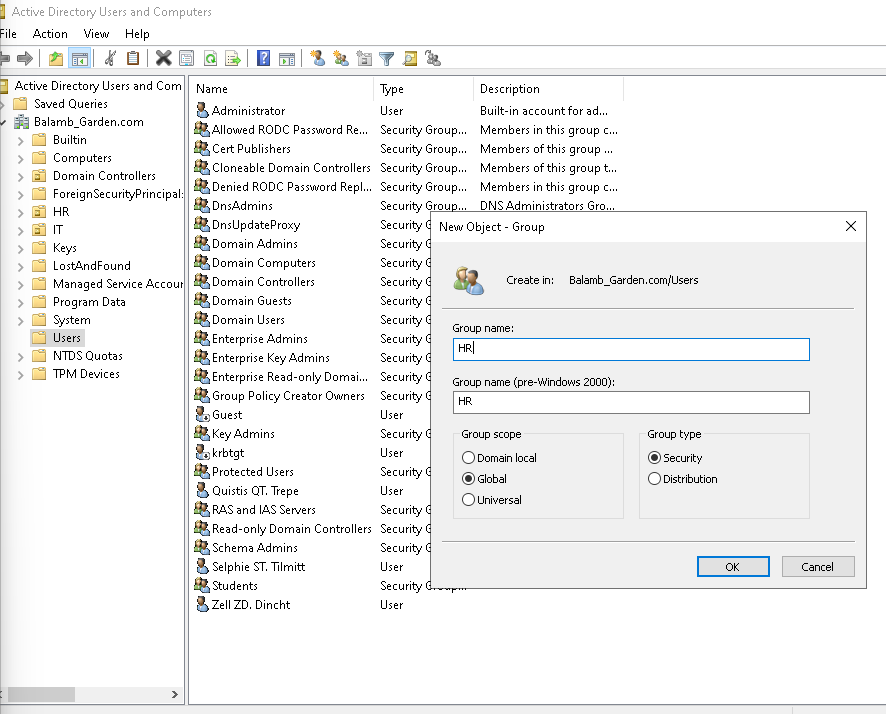 Active Directory Users and Computers
File Action View Help
Active Directory Users and Com
Saved Queries
Balamb_Garden.com
Builtin
Computers
Domain Controllers
ForeignSecurityPrincipal:
HR
IT
Keys
LostAndFound
Managed Service Accour
Program Data
System
Users
NTDS Quotas
TPM Devices
Name Type Description
Administrator User Built-in account for ad...
Allowed RODC Password Re... Security Group... Members in this group c...
Cert Publishers Security Group... Members of this group ...
Cloneable Domain Controllers Security Group... Members of this group t...
Denied RODC Password Repl... Security Group... Members in this group c...
DnsAdmins Security Group... DNS Administrators Gro...
DnsUpdateProxy Security G
Domain Admins Security G
Domain Computers Security G
Domain Controllers Security G
Domain Guests Security G
Domain Users Security G
Enterprise Admins Security G
Enterprise Key Admins Security G
Enterprise Read-only Domai... Security G
Group Policy Creator Owners Security G
Guest User
Key Admins Security G
krbtgt User
Protected Users Security G
Quistis QT. Trepe User
RAS and IAS Servers Security G
Read-only Domain Controllers Security G
Schema Admins Security G
Selphie ST. Tilmitt User
Students Security Group...
Zell ZD. Dincht User
New Object - Group
Create in: Balamb_Garden.com/Users
Group name:
HR
Group name (pre-Windows 2000):
HR
Group scope
Domain local
Global
Universal
Group type
Security
Distribution
OK Cancel